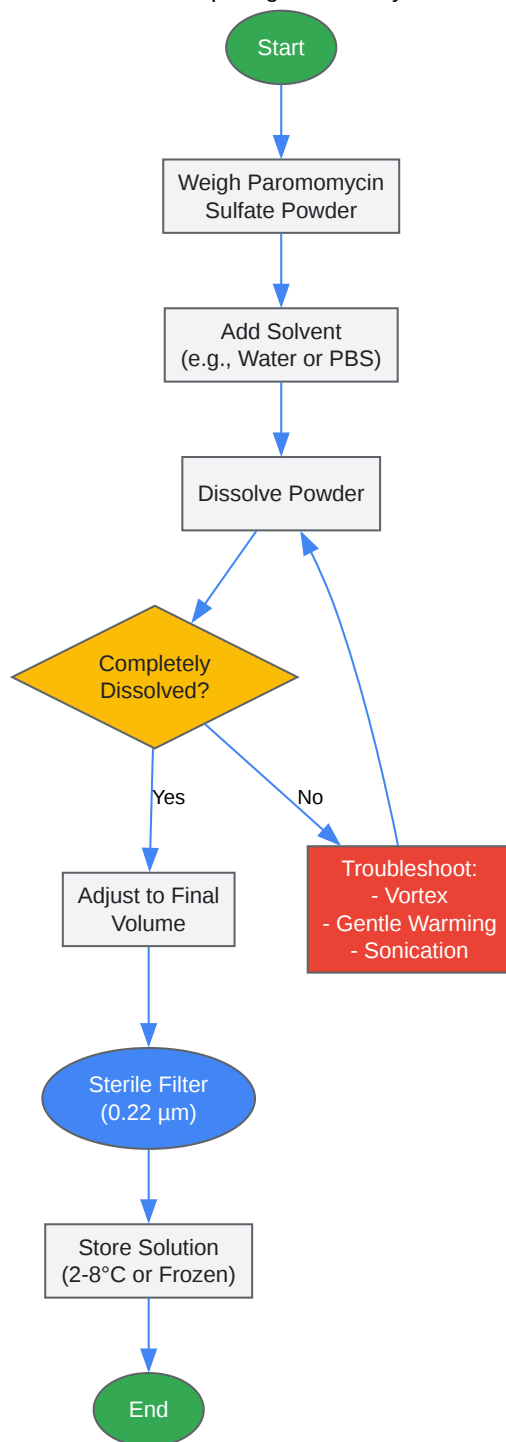 Start
Weigh Paromomycin
Sulfate Powder
Add Solvent
(e.g., Water or PBS)
Dissolve Powder
Completely
Dissolved?
Yes
No
Adjust to Final
Volume
Troubleshoot:
- Vortex
- Gentle Warming
- Sonication
Sterile Filter
(0.22 µm)
Store Solution
(2-8°C or Frozen)
End